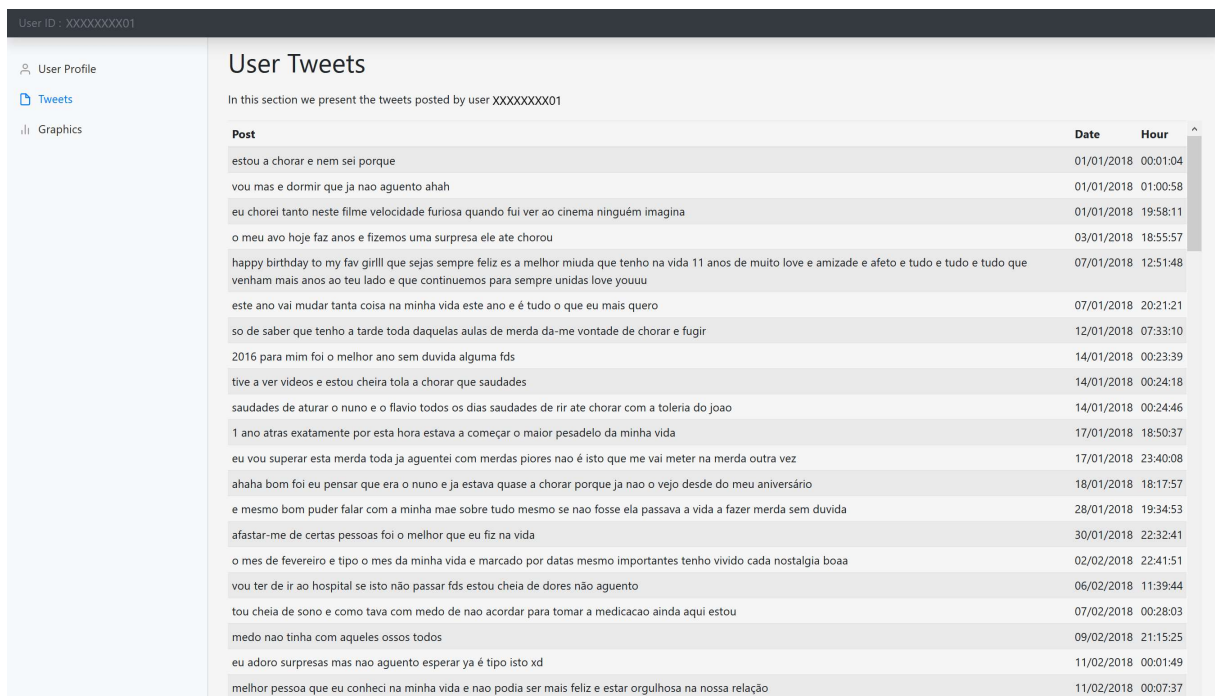 User ID : XXXXXXXX01
User Profile
Tweets
Graphics
User Tweets
In this section we present the tweets posted by user XXXXXXXX01
Post Date Hour
estou a chorar e nem sei porque 01/01/2018 00:01:04
vou mas e dormir que ja nao aguento ahah 01/01/2018 01:00:58
eu chorei tanto neste filme velocidade furiosa quando fui ver ao cinema ninguém imagina 01/01/2018 19:58:11
o meu avo hoje faz anos e fizemos uma surpresa ele ate chorou 03/01/2018 18:55:57
happy birthday to my fav girlll que sejas sempre feliz es a melhor miuda que tenho na vida 11 anos de muito love e amizade e afeto e tudo e tudo e tudo que 07/01/2018 12:51:48
venham mais anos ao teu lado e que continuemos para sempre unidas love youuu
este ano vai mudar tanta coisa na minha vida este ano e é tudo o que eu mais quero 07/01/2018 20:21:21
so de saber que tenho a tarde toda daquelas aulas de merda da-me vontade de chorar e fugir 12/01/2018 07:33:10
2016 para mim foi o melhor ano sem duvida alguma fds 14/01/2018 00:23:39
tive a ver videos e estou cheira tola a chorar que saudades 14/01/2018 00:24:18
saudades de aturar o nuno e o flavio todos os dias saudades de rir ate chorar com a toleria do joao 14/01/2018 00:24:46
1 ano atras exatamente por esta hora estava a começar o maior pesadelo da minha vida 17/01/2018 18:50:37
eu vou superar esta merda toda ja aguentei com merdas piores nao é isto que me vai meter na merda outra vez 17/01/2018 23:40:08
ahaha bom foi eu pensar que era o nuno e ja estava quase a chorar porque ja nao o vejo desde do meu aniversário 18/01/2018 18:17:57
e mesmo bom puder falar com a minha mae sobre tudo mesmo se nao fosse ela passava a vida a fazer merda sem duvida 28/01/2018 19:34:53
afastar-me de certas pessoas foi o melhor que eu fiz na vida 30/01/2018 22:32:41
o mes de fevereiro e tipo o mes da minha vida e marcado por datas mesmo importantes tenho vivido cada nostalgia boaa 02/02/2018 22:41:51
vou ter de ir ao hospital se isto não passar fds estou cheia de dores não aguento 06/02/2018 11:39:44
tou cheia de sono e como tava com medo de nao acordar para tomar a medicacao ainda aqui estou 07/02/2018 00:28:03
medo nao tinha com aqueles ossos todos 09/02/2018 21:15:25
eu adoro surpresas mas nao aguento esperar ya é tipo isto xd 11/02/2018 00:01:49
melhor pessoa que eu conheci na minha vida e nao podia ser mais feliz e estar orgulhosa na nossa relação 11/02/2018 00:07:37